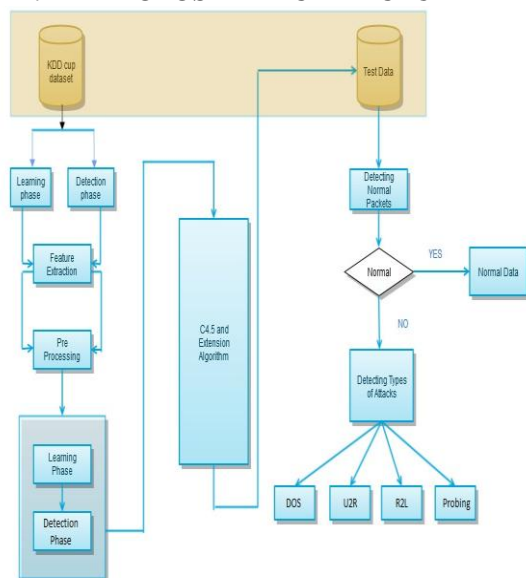 KDD cup
dataset
Test Data
Learning
phase
Detection
phase
Feature
Extraction
Pre
Processing
Learning
Phase
Detection
Phase
C4.5 and
Extension
Algorithm
Detecting
Normal
Packets
Normal
YES
Normal Data
NO
Detecting Types
of Attacks
DOS
U2R
R2L
Probing